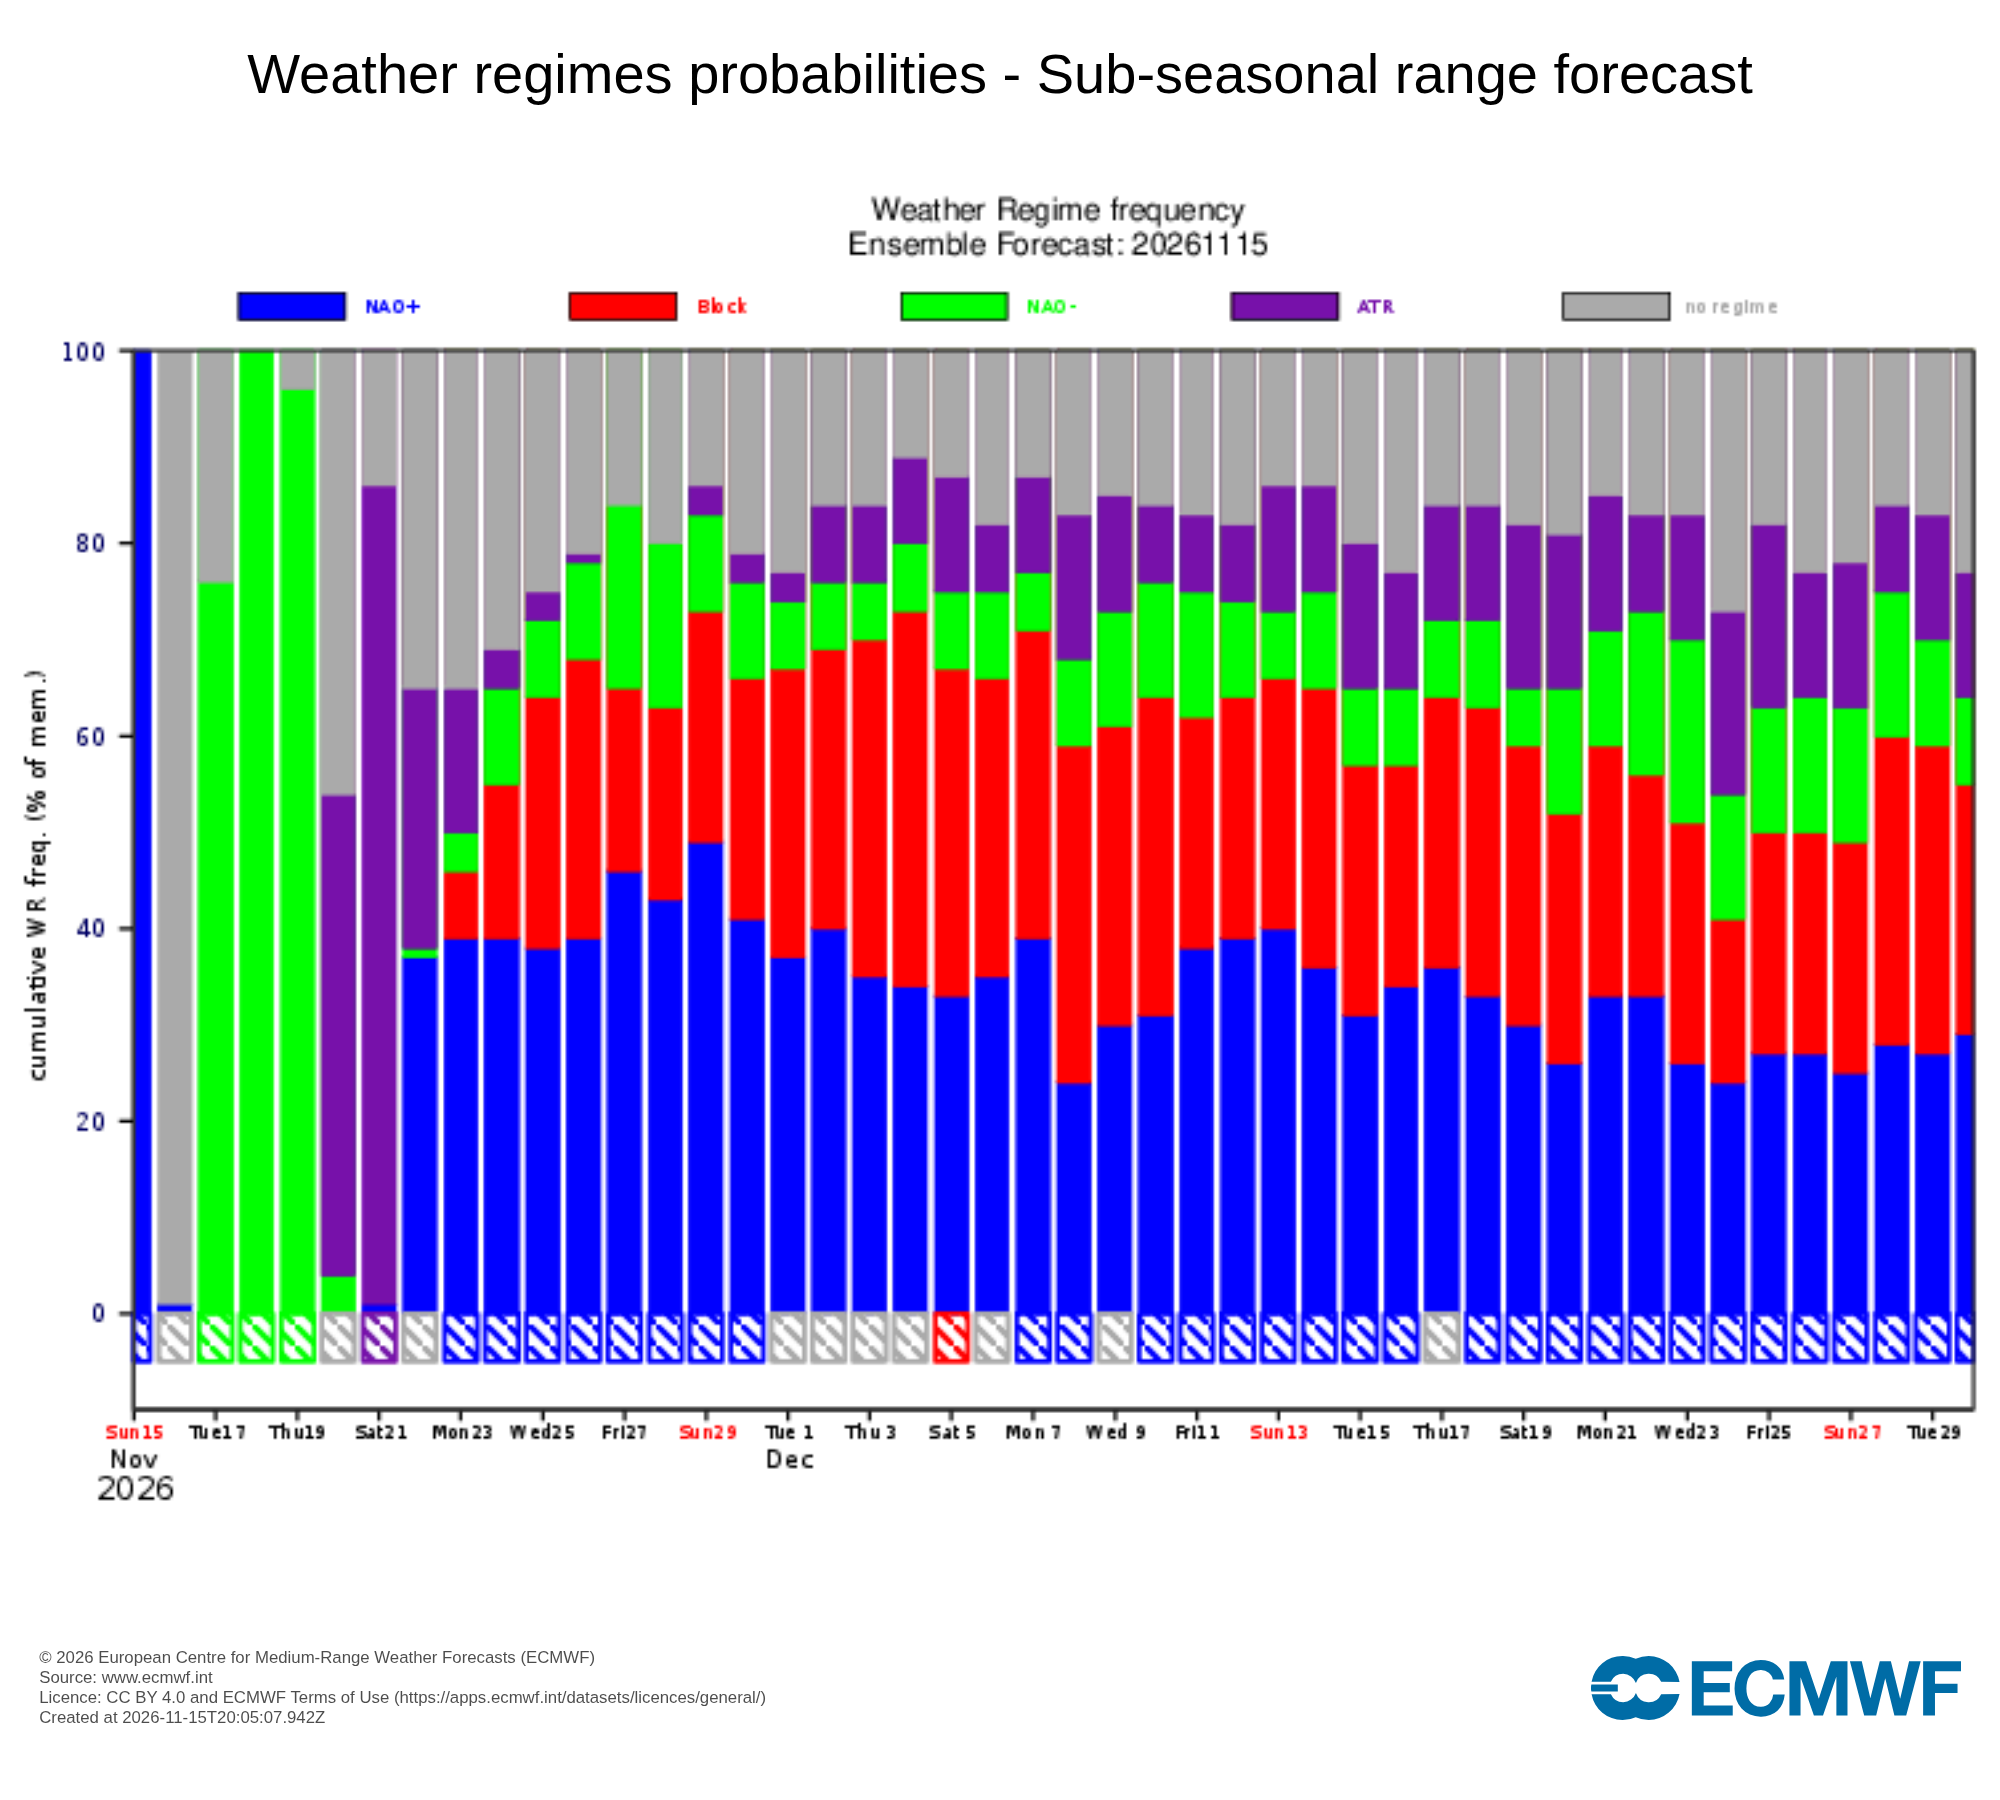 Weather regimes probabilities - Sub-seasonal range forecast
Weather Regime frequency
Ensemble Forecast: 20261115
NAO+ Block NAO- ATR no regime
100
80
60
40
20
0
cumulative WR freq. (% of mem.)
Sun15 Tue17 Thu19 Sat21 Mon23 Wed25 Fri27 Sun29 Tue 1 Thu 3 Sat 5 Mon 7 Wed 9 Fri11 Sun13 Tue15 Thu17 Sat19 Mon21 Wed23 Fri25 Sun27 Tue29
Nov Dec
2026
© 2026 European Centre for Medium-Range Weather Forecasts (ECMWF)
Source: www.ecmwf.int
Licence: CC BY 4.0 and ECMWF Terms of Use (https://apps.ecmwf.int/datasets/licences/general/)
Created at 2026-11-15T20:05:07.942Z
ECMWF